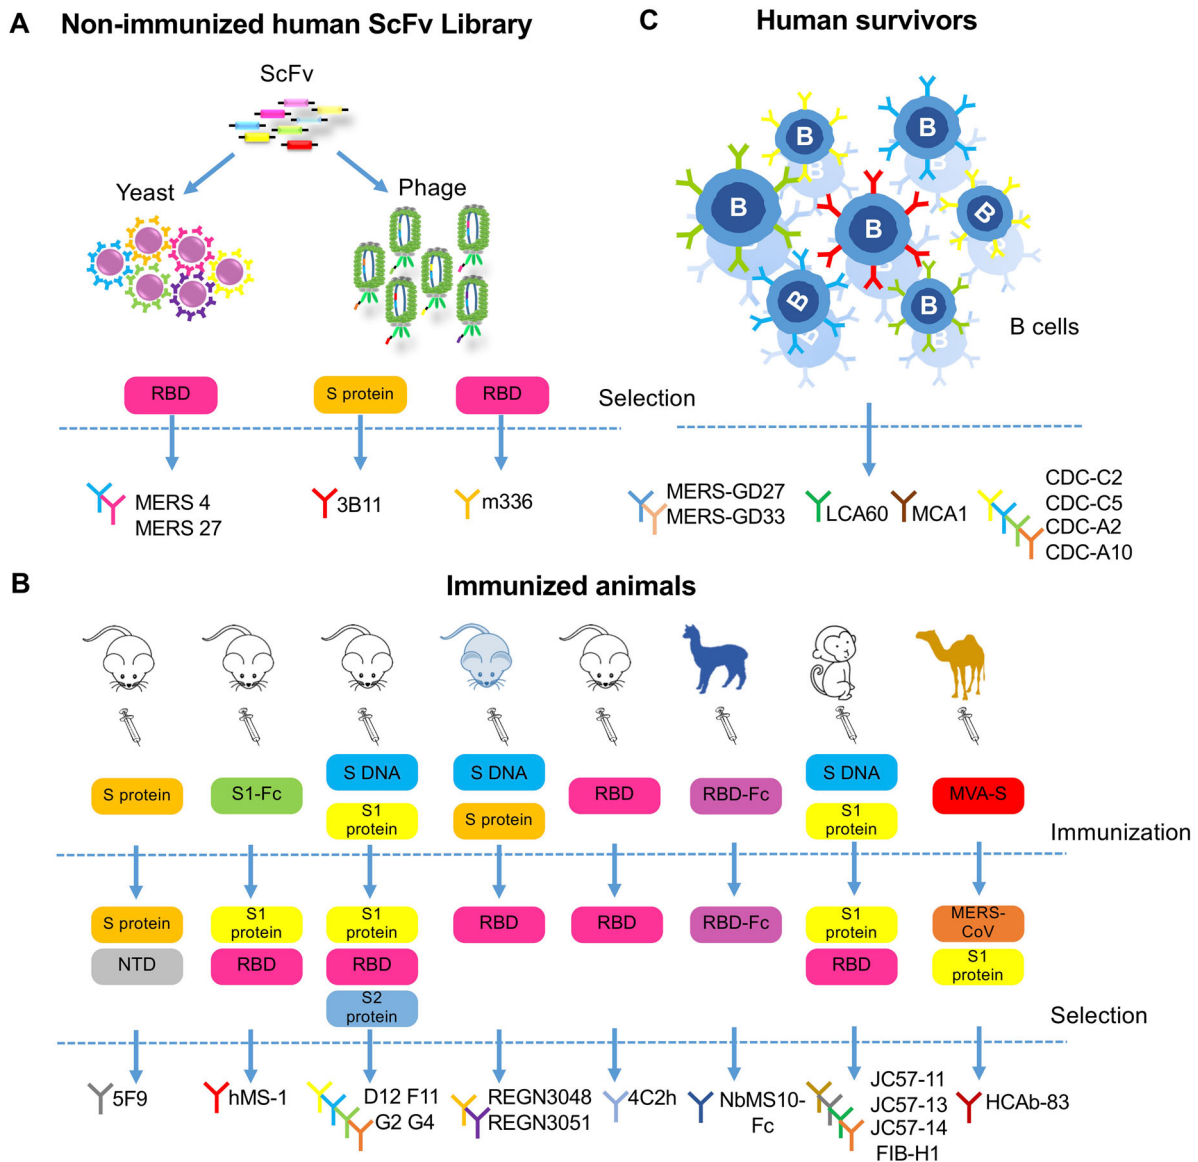 A Non-immunized human ScFv Library
ScFv
Yeast
Phage
RBD
S protein
RBD
Selection
MERS 4
MERS 27
3B11
m336
C Human survivors
B
B
B
B
B
B
B
B
B
B
B
B
B cells
MERS-GD27
MERS-GD33
LCA60
MCA1
CDC-C2
CDC-C5
CDC-A2
CDC-A10
B Immunized animals
S protein
S1-Fc
S DNA
S1
protein
S DNA
S protein
RBD
RBD-Fc
S DNA
S1
protein
MVA-S
Immunization
S protein
NTD
S1
protein
RBD
S1
protein
RBD
S2
protein
RBD
RBD
RBD-Fc
S1
protein
RBD
MERS-
CoV
S1
protein
Selection
5F9
hMS-1
D12 F11
G2 G4
REGN3048
REGN3051
4C2h
NbMS10-
Fc
JC57-11
JC57-13
JC57-14
FIB-H1
HCAb-83